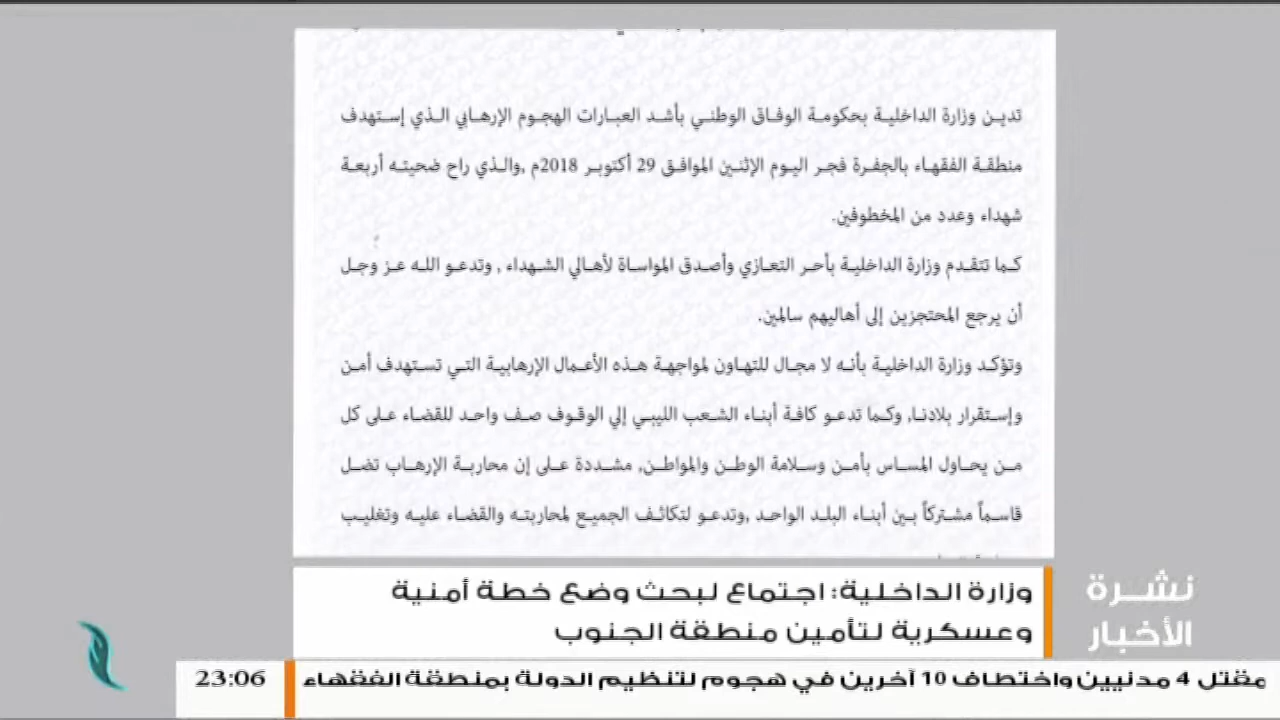 تدين وزارة الداخلية بحكومة الوفاق الوطني بأشد العبارات الهجوم الإرهابي الذي إستهدف
منطقة الفقهاء بالجفرة فجر اليوم الإثنين الموافق 29 أكتوبر 2018م ,والذي راح ضحيته أربعة
شهداء وعدد من المخطوفين.
كما تتقدم وزارة الداخلية بأحر التعازي وأصدق المواساة لأهالي الشهداء , وتدعو الله عز وجل
أن يرجع المحتجزين إلى أهاليهم سالمين.
وتؤكد وزارة الداخلية بأنه لا مجال للتهاون لمواجهة هذه الأعمال الإرهابية التي تستهدف أمن
وإستقرار بلادنا, وكما تدعو كافة أبناء الشعب الليبي إلي الوقوف صف واحد للقضاء على كل
من يحاول المساس بأمن وسلامة الوطن والمواطن, مشددة على إن محاربة الإرهاب تضل
قاسماً مشتركاً بين أبناء البلد الواحد ,وتدعو لتكاثف الجميع لمحاربته والقضاء عليه وتغليب
وزارة الداخلية: اجتماع لبحث وضع خطة أمنية
وعسكرية لتأمين منطقة الجنوب
نشرة
الأخبار
مقتل 4 مدنيين واختطاف 10 آخرين في هجوم لتنظيم الدولة بمنطقة الفقهاء
23:06